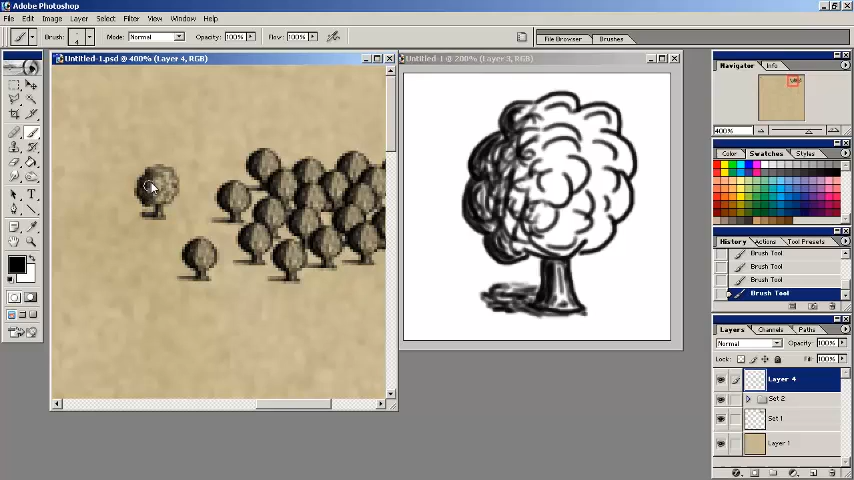 Adobe Photoshop
File Edit Image Layer Select Filter View Window Help
Brush: 4 Mode: Normal Opacity: 100% Flow: 100%
File Browser Brushes
Untitled-1.psd @ 400% (Layer 4, RGB)
Untitled-1 @ 200% (Layer 3, RGB)
Navigator Info
400%
Color Swatches Styles
History Actions Tool Presets
Brush Tool
Brush Tool
Brush Tool
Brush Tool
Layers Channels Paths
Normal Opacity: 100%
Lock: Fill: 100%
Layer 4
Set 2
Set 1
Layer 1